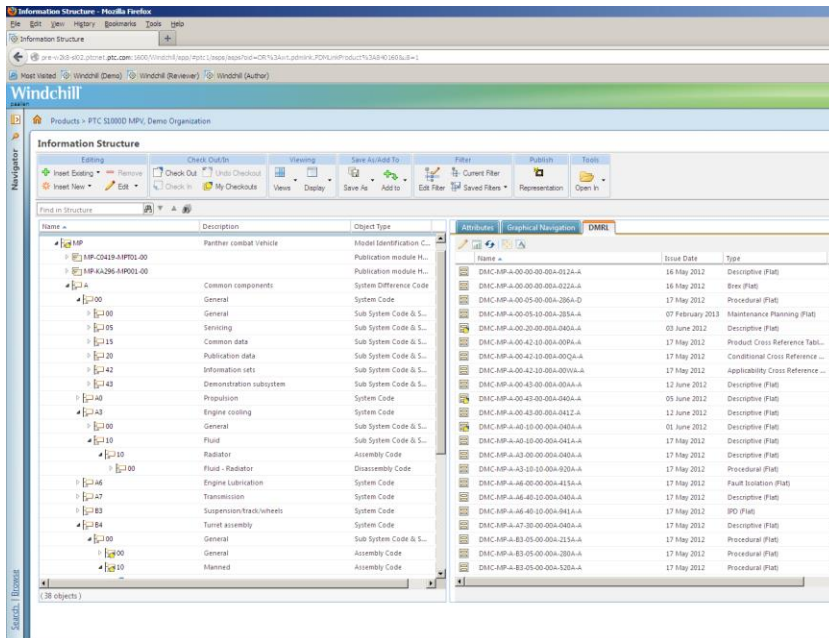 Information Structure - Mozilla Firefox
File Edit View History Bookmarks Tools Help
Information Structure
Most Visited Windchill (Demo) Windchill (Reviewer) Windchill (Author)
Windchill
Products > PTC S1000D MPV, Demo Organization
Navigator
Information Structure
Editing Check Out/In Viewing Save As/Add To Filter Publish Tools
Insert Existing Remove Check Out Undo Checkout Current Filter
Insert New Edit Check In My Checkouts Views Display Save As Add to Edit Filter Saved Filters Representation Open In
Find in Structure
Name Description Object Type
MP Panther combat Vehicle Model Identification C...
MP-C0419-MPT01-00 Publication module H...
MP-KA296-MP001-00 Publication module H...
A Common components System Difference Code
00 General System Code
00 General Sub System Code & S...
05 Servicing Sub System Code & S...
15 Common data Sub System Code & S...
20 Publication data Sub System Code & S...
42 Information sets Sub System Code & S...
43 Demonstration subsystem Sub System Code & S...
A0 Propulsion System Code
A3 Engine cooling System Code
00 General Sub System Code & S...
10 Fluid Sub System Code & S...
10 Radiator Assembly Code
00 Fluid - Radiator Disassembly Code
A6 Engine Lubrication System Code
A7 Transmission System Code
B3 Suspension/track/wheels System Code
B4 Turret assembly System Code
00 General Sub System Code & S...
00 General Assembly Code
10 Manned Assembly Code
(38 objects)
Attributes Graphical Navigation DMRL
Name Issue Date Type
DMC-MP-A-00-00-00-00A-012A-A 16 May 2012 Descriptive (Flat)
DMC-MP-A-00-00-00-00A-022A-A 16 May 2012 Brex (Flat)
DMC-MP-A-00-05-00-00A-286A-D 17 May 2012 Procedural (Flat)
DMC-MP-A-00-05-10-00A-285A-A 07 February 2013 Maintenance Planning (Flat)
DMC-MP-A-00-20-00-00A-040A-A 03 June 2012 Descriptive (Flat)
DMC-MP-A-00-42-10-00A-00PA-A 17 May 2012 Product Cross Reference Tabl...
DMC-MP-A-00-42-10-00A-00QA-A 17 May 2012 Conditional Cross Reference ...
DMC-MP-A-00-42-10-00A-00WA-A 17 May 2012 Applicability Cross Reference ...
DMC-MP-A-00-43-00-00A-00AA-A 12 June 2012 Descriptive (Flat)
DMC-MP-A-00-43-00-00A-040A-A 05 June 2012 Descriptive (Flat)
DMC-MP-A-00-43-00-00A-041Z-A 12 June 2012 Descriptive (Flat)
DMC-MP-A-A0-10-00-00A-040A-A 01 June 2012 Descriptive (Flat)
DMC-MP-A-A0-10-00-00A-041A-A 17 May 2012 Descriptive (Flat)
DMC-MP-A-A3-00-00-00A-040A-A 17 May 2012 Descriptive (Flat)
DMC-MP-A-A3-10-10-00A-920A-A 17 May 2012 Procedural (Flat)
DMC-MP-A-A6-00-00-00A-415A-A 17 May 2012 Fault Isolation (Flat)
DMC-MP-A-A6-40-10-00A-040A-A 17 May 2012 Descriptive (Flat)
DMC-MP-A-A6-40-10-00A-941A-A 17 May 2012 IPD (Flat)
DMC-MP-A-A7-30-00-00A-040A-A 17 May 2012 Descriptive (Flat)
DMC-MP-A-B3-05-00-00A-215A-A 17 May 2012 Procedural (Flat)
DMC-MP-A-B3-05-00-00A-280A-A 17 May 2012 Procedural (Flat)
DMC-MP-A-B3-05-00-00A-520A-A 17 May 2012 Procedural (Flat)
Search | Browse